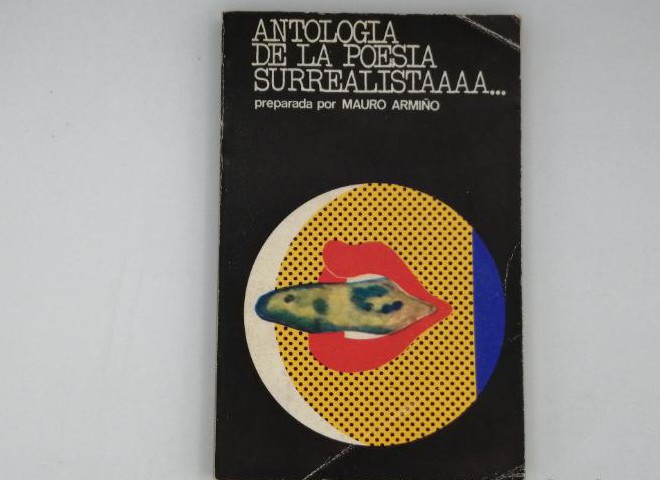 ANTOLOGIA
DE LA POESIA
SURREALISTAAAA...
preparada por MAURO ARMIÑO